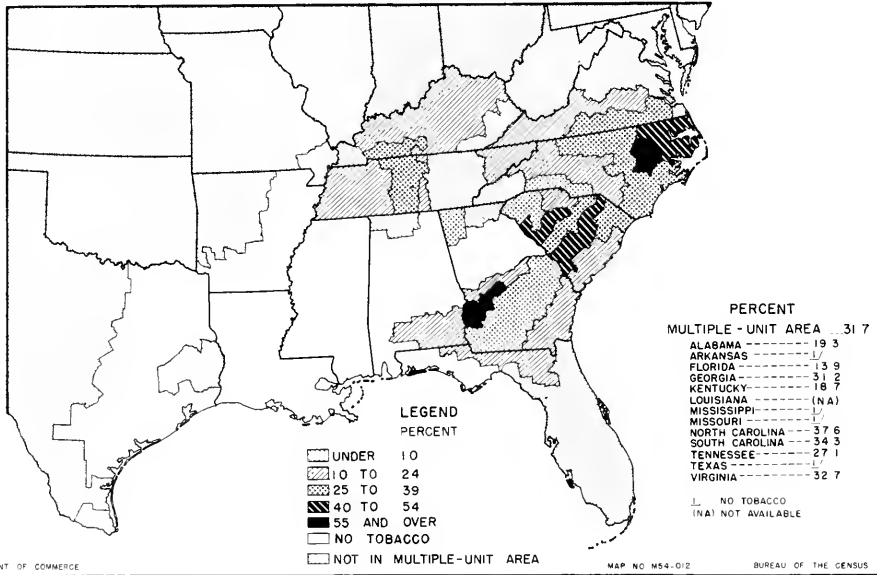 PERCENT
MULTIPLE - UNIT AREA ... 31 7
ALABAMA ------- 19 3
ARKANSAS ------- 1/
FLORIDA ------- 13 9
GEORGIA ------- 31 2
KENTUCKY ------- 18 7
LOUISIANA ------- (NA)
MISSISSIPPI ------- 1/
MISSOURI ------- 1/
NORTH CAROLINA --- 37 6
SOUTH CAROLINA --- 34 3
TENNESSEE ------- 27 1
TEXAS ------- 1/
VIRGINIA ------- 32 7
1 NO TOBACCO
(NA) NOT AVAILABLE
LEGEND
PERCENT
UNDER 10
10 TO 24
25 TO 39
40 TO 54
55 AND OVER
NO TOBACCO
NOT IN MULTIPLE-UNIT AREA
NT OF COMMERCE
MAP NO M54-012
BUREAU OF THE CENSUS